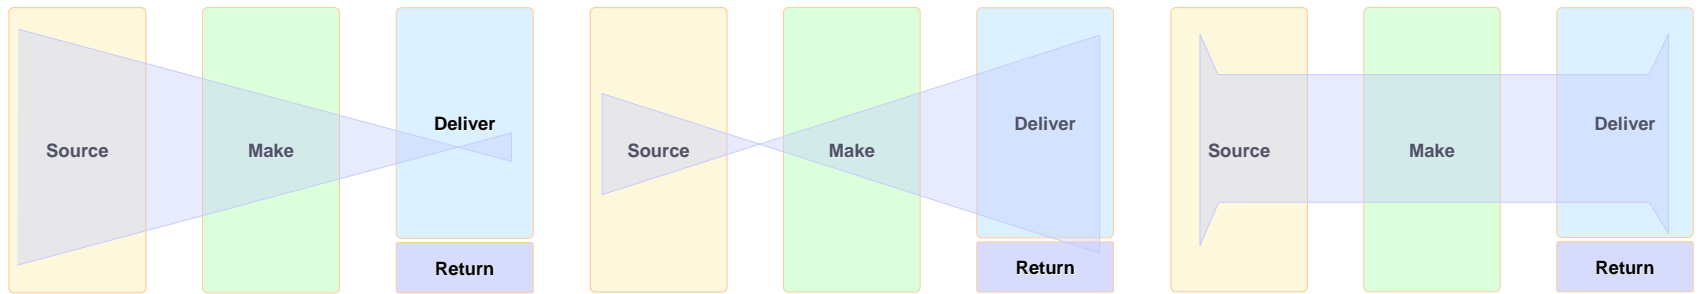 Source
Make
Deliver
Return
Source
Make
Deliver
Return
Source
Make
Deliver
Return